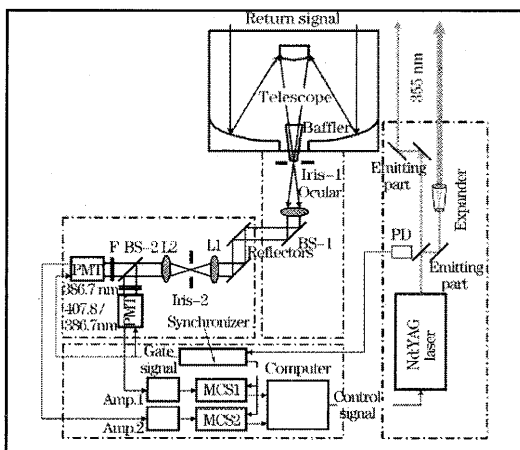 Return signal
Telescope
Baffler
Iris-1
Ocular
BS-1
Reflectors
L1
L2
BS-2
F
PMT
386.7 nm
PMT
407.8/
386.7nm
Iris-2
Synchronizer
Gate
signal
Amp.1
Amp.2
MCS1
MCS2
Computer
Control
signal
355 nm
Emitting
part
Expander
PD
Emitting
part
Nd:YAG
laser